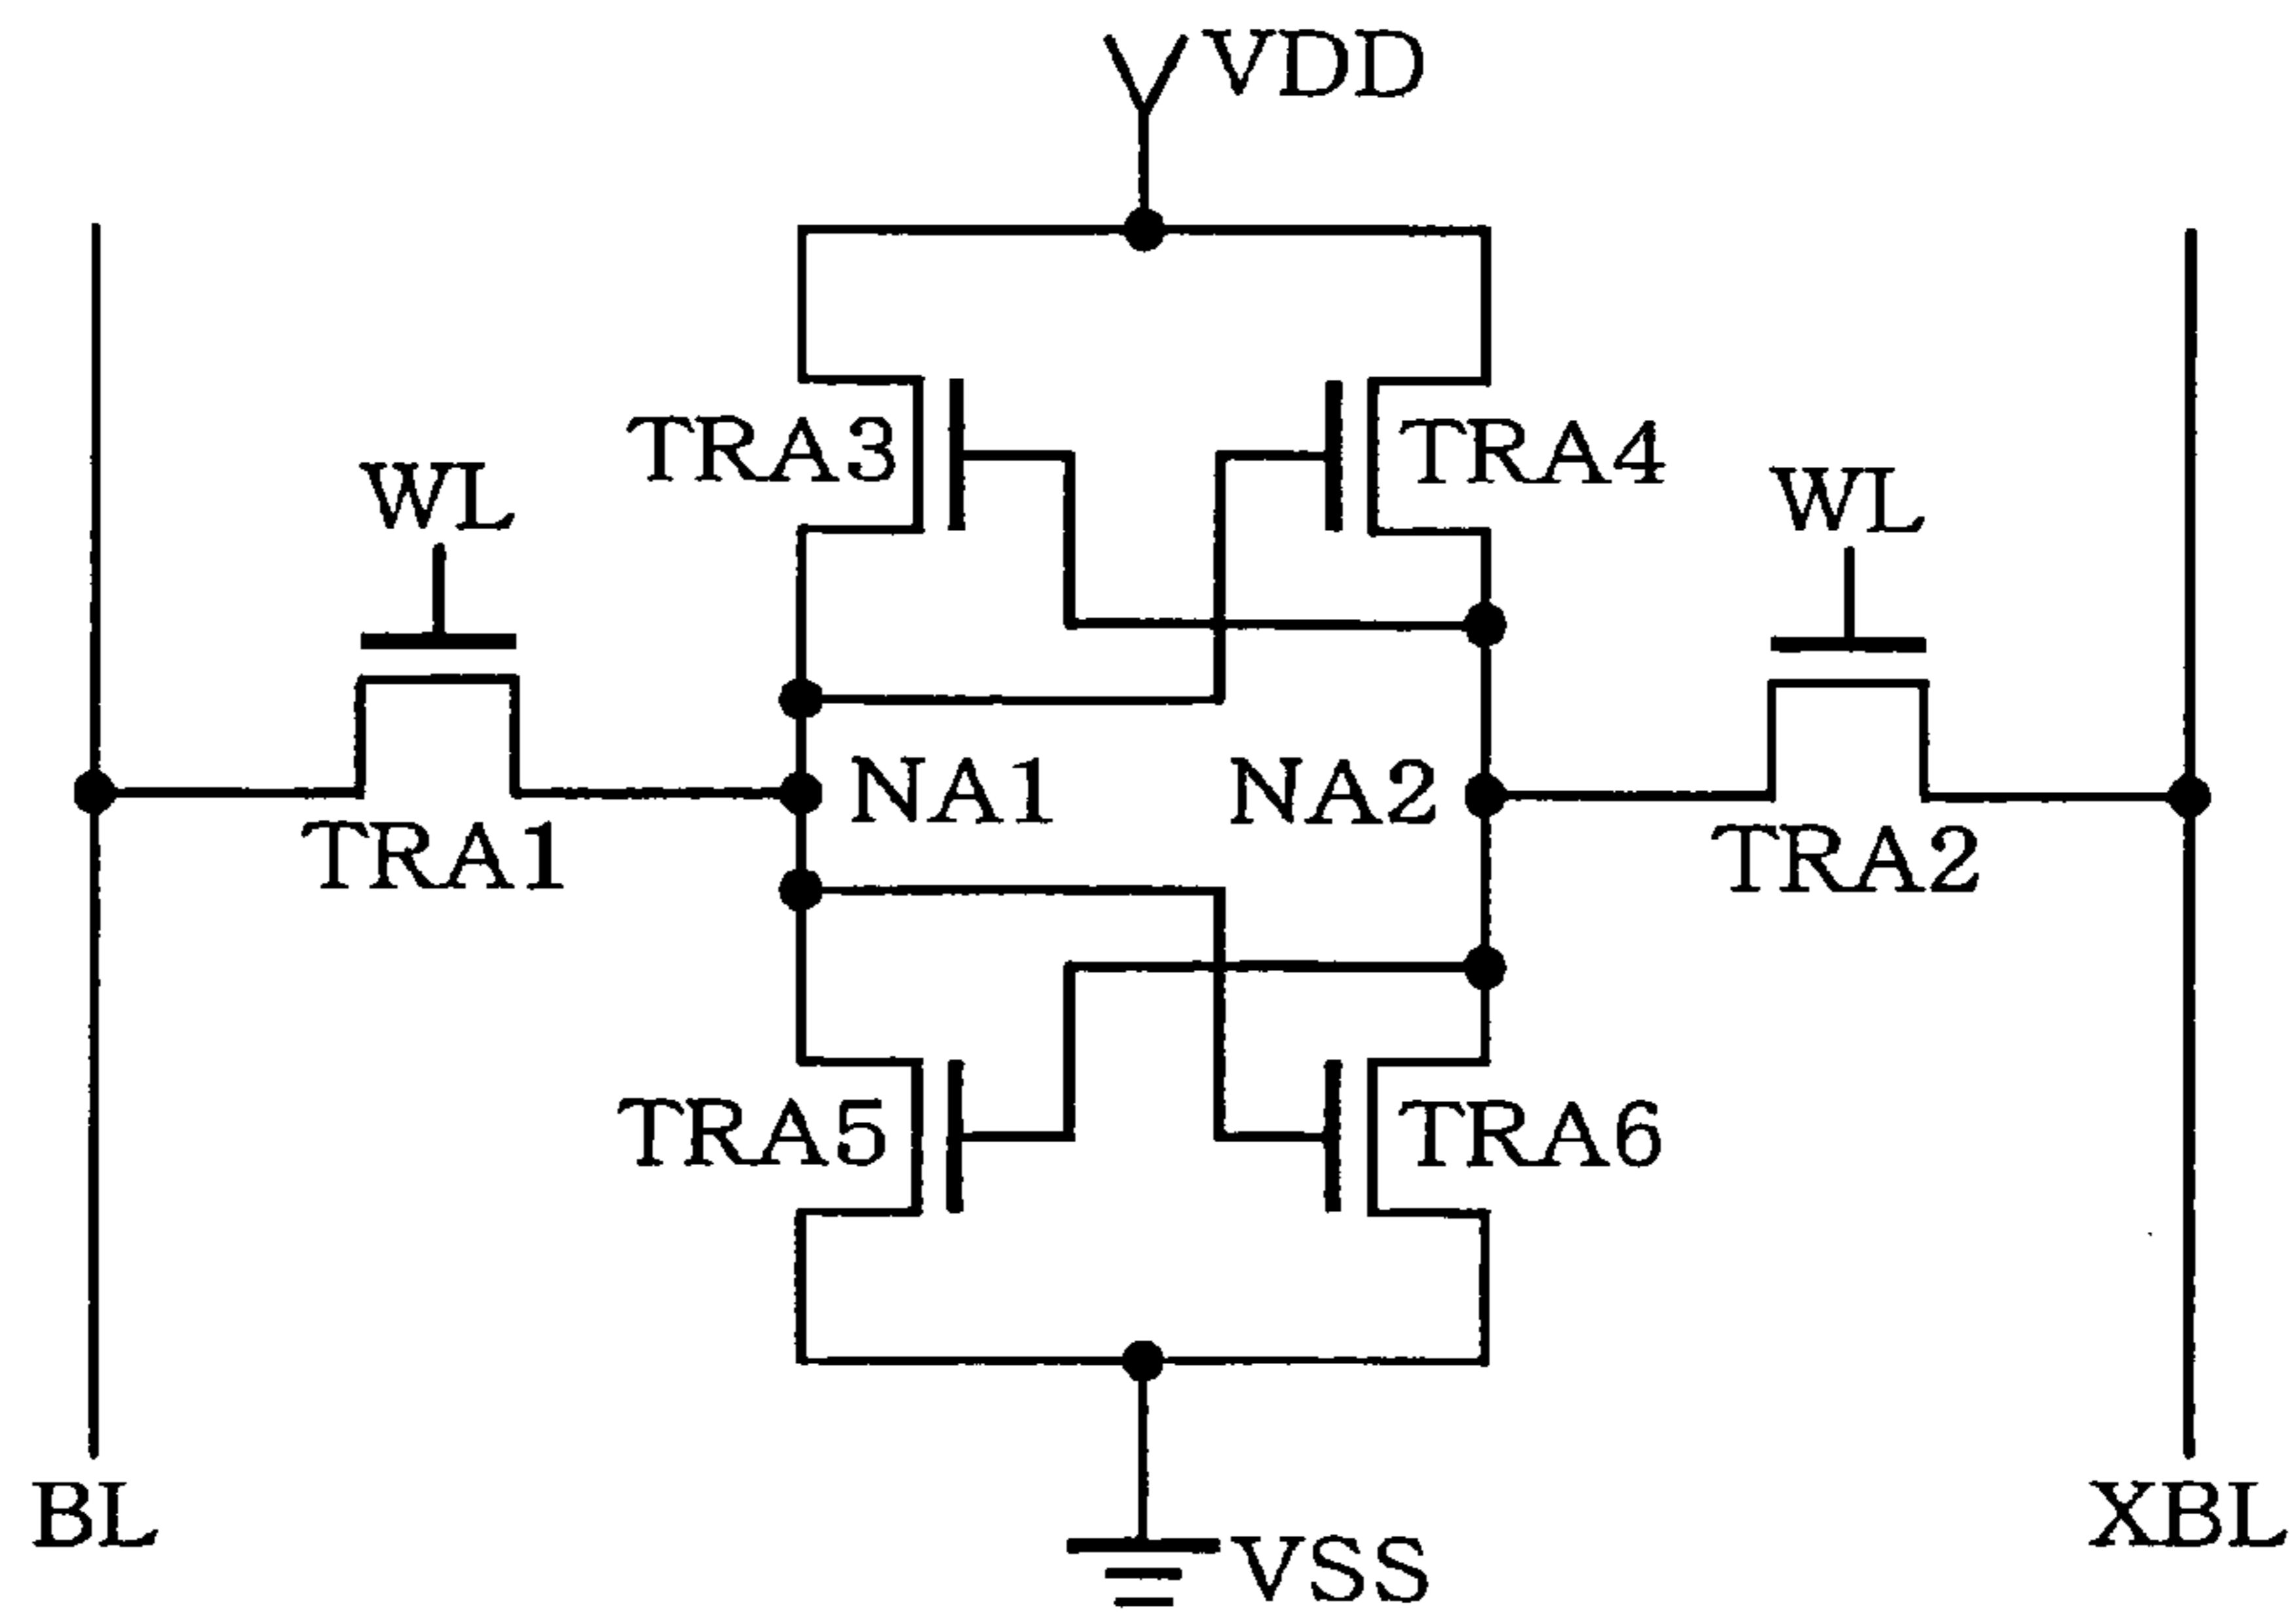 VDD
TRA3
TRA4
WL
WL
NA1
NA2
TRA1
TRA2
TRA5
TRA6
BL
XBL
VSS